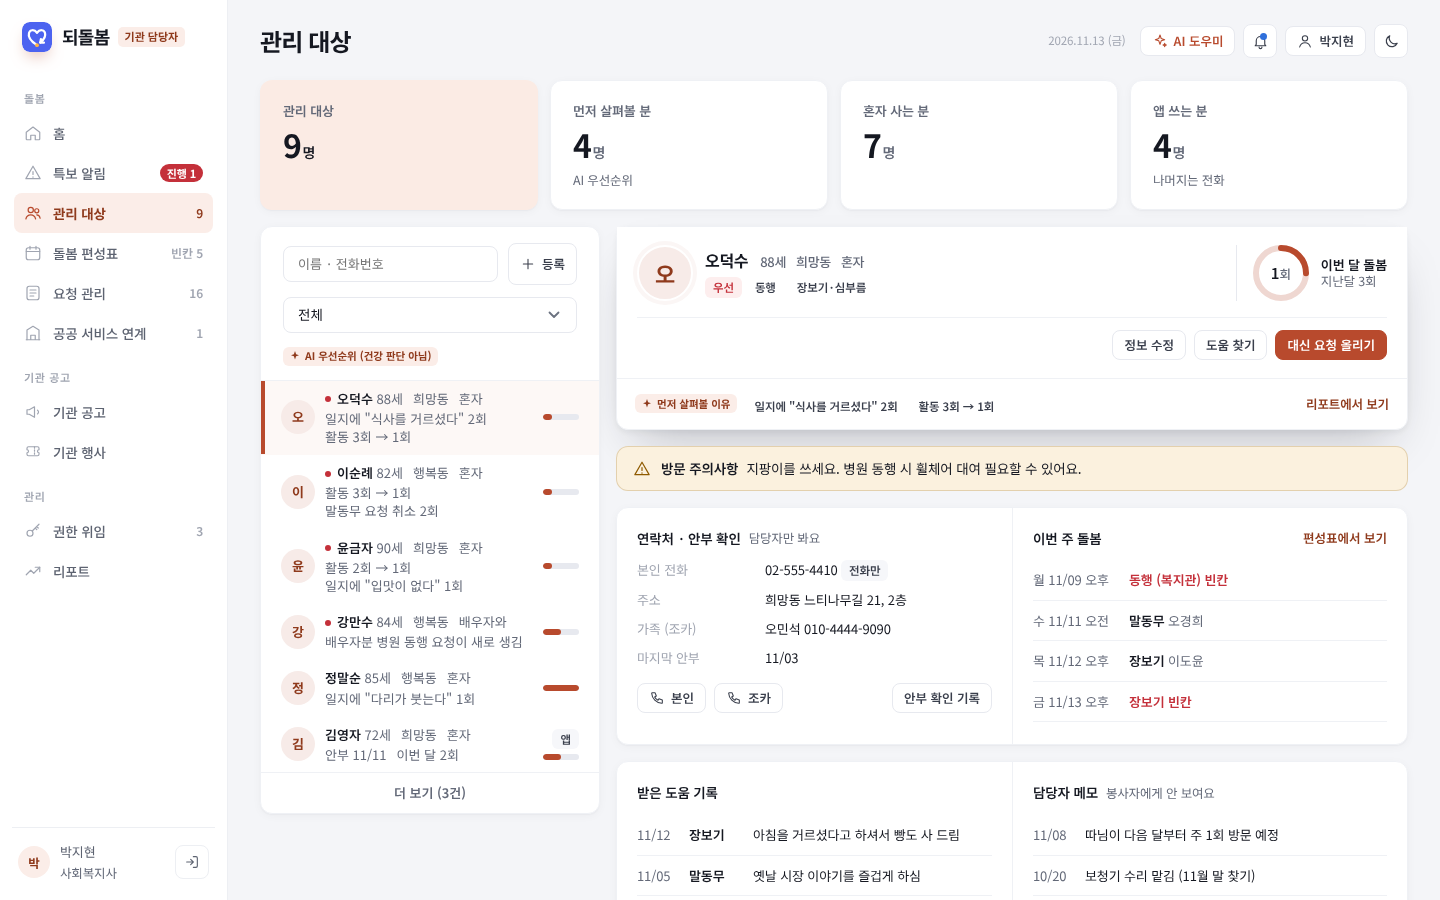 되돌봄 기관 담당자
돌봄
홈
특보 알림 진행 1
관리 대상 9
돌봄 편성표 빈칸 5
요청 관리 16
공공 서비스 연계 1
기관 공고
기관 공고
기관 행사
관리
권한 위임 3
리포트
박 박지현
사회복지사
관리 대상
2026.11.13 (금) AI 도우미 박지현
관리 대상
9명
먼저 살펴볼 분
4명
AI 우선순위
혼자 사는 분
7명
앱 쓰는 분
4명
나머지는 전화
이름 · 전화번호 등록
전체
AI 우선순위 (건강 판단 아님)
오 오덕수 88세 희망동 혼자
일지에 "식사를 거르셨다" 2회
활동 3회 → 1회
이 이순례 82세 행복동 혼자
활동 3회 → 1회
말동무 요청 취소 2회
윤 윤금자 90세 희망동 혼자
활동 2회 → 1회
일지에 "입맛이 없다" 1회
강 강만수 84세 행복동 배우자와
배우자분 병원 동행 요청이 새로 생김
정 정말순 85세 행복동 혼자
일지에 "다리가 붓는다" 1회
김 김영자 72세 희망동 혼자 앱
안부 11/11 이번 달 2회
더 보기 (3건)
오 오덕수 88세 희망동 혼자
우선 동행 장보기·심부름
1회 이번 달 돌봄
지난달 3회
정보 수정 도움 찾기 대신 요청 올리기
먼저 살펴볼 이유 일지에 "식사를 거르셨다" 2회 활동 3회 → 1회 리포트에서 보기
방문 주의사항 지팡이를 쓰세요. 병원 동행 시 휠체어 대여 필요할 수 있어요.
연락처 · 안부 확인 담당자만 봐요
본인 전화 02-555-4410 전화만
주소 희망동 느티나무길 21, 2층
가족 (조카) 오민석 010-4444-9090
마지막 안부 11/03
본인 조카 안부 확인 기록
이번 주 돌봄 편성표에서 보기
월 11/09 오후 동행 (복지관) 빈칸
수 11/11 오전 말동무 오경희
목 11/12 오후 장보기 이도윤
금 11/13 오후 장보기 빈칸
받은 도움 기록
11/12 장보기 아침을 거르셨다고 하셔서 빵도 사 드림
11/05 말동무 옛날 시장 이야기를 즐겁게 하심
담당자 메모 봉사자에게 안 보여요
11/08 따님이 다음 달부터 주 1회 방문 예정
10/20 보청기 수리 맡김 (11월 말 찾기)